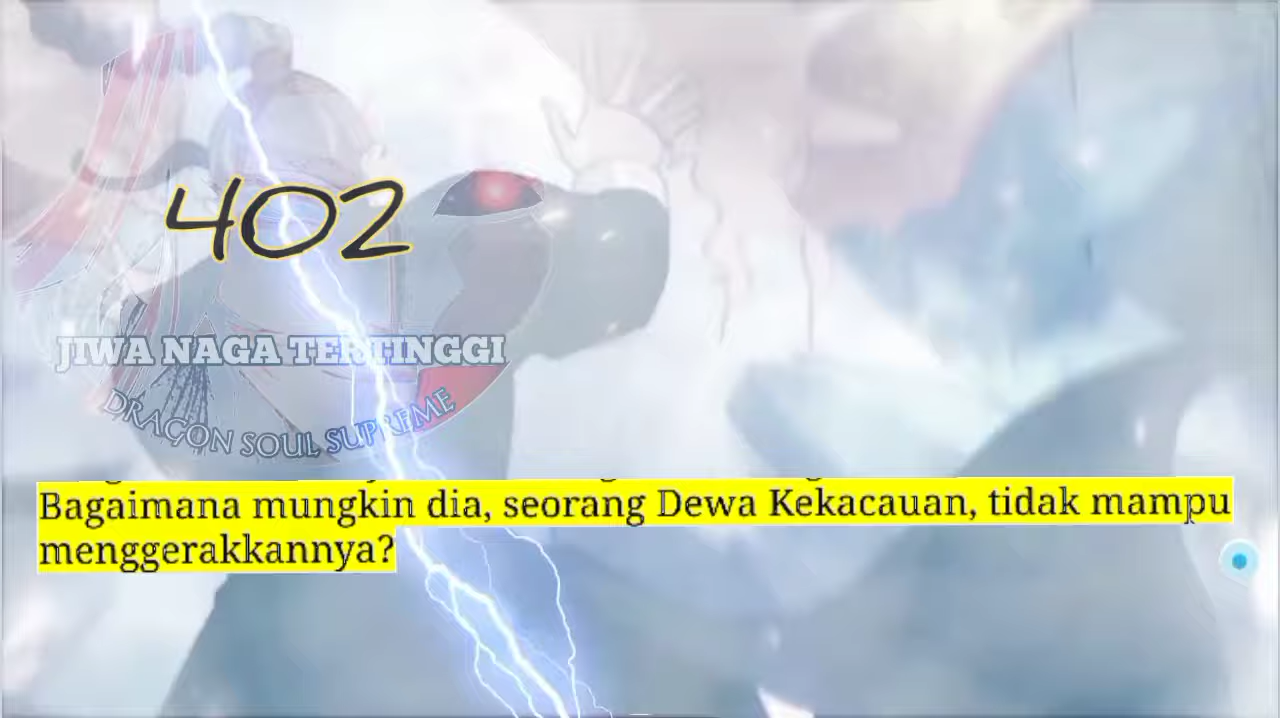 402
JIWA NAGA TERTINGGI
DRAGON SOUL SUPREME
Bagaimana mungkin dia, seorang Dewa Kekacauan, tidak mampu
menggerakkannya?